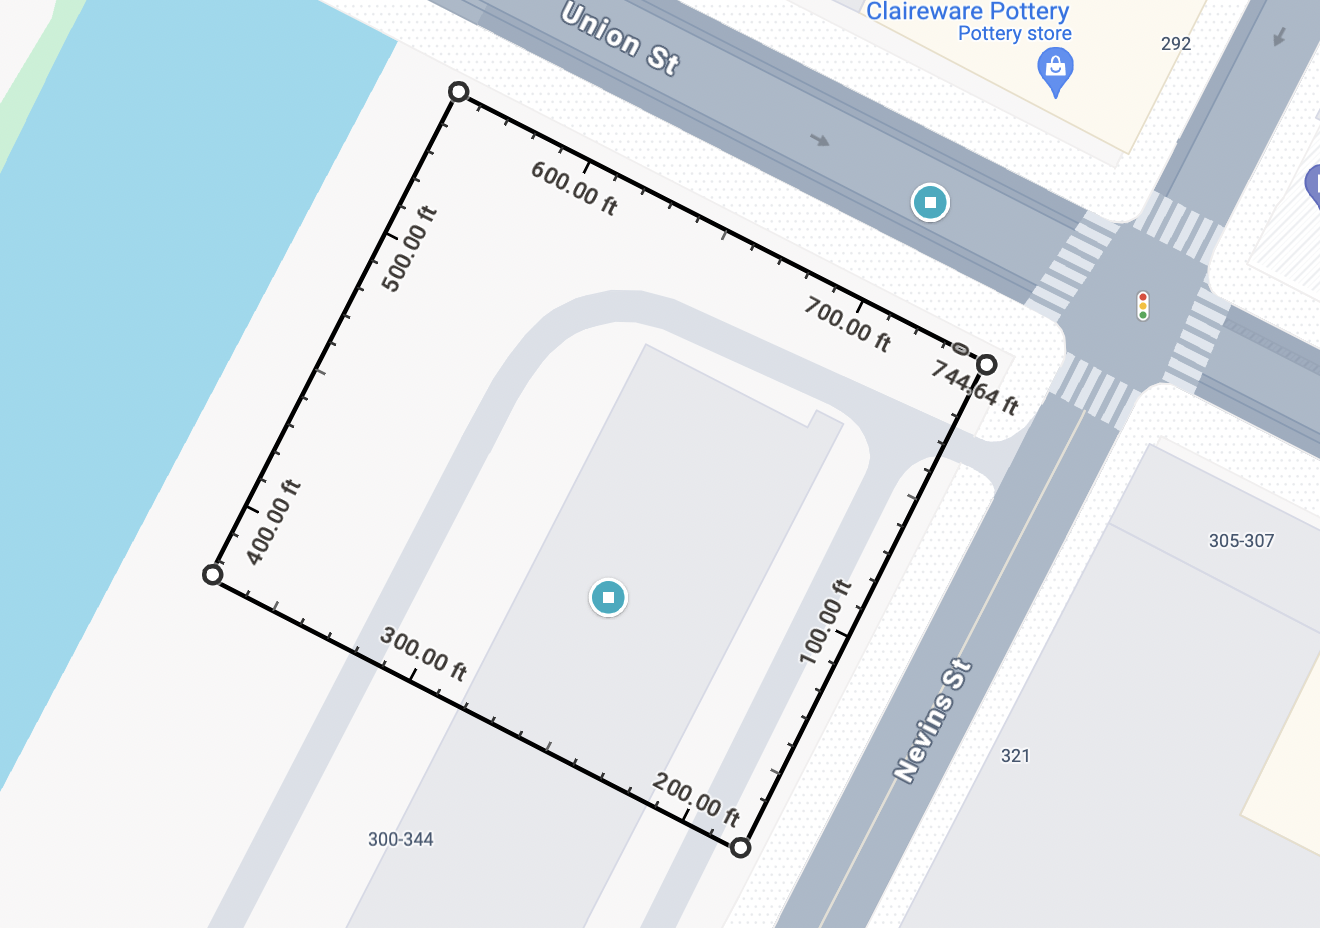 Claireware Pottery
Pottery store
292
Union St
600.00 ft
500.00 ft
700.00 ft
0
744.64 ft
400.00 ft
305-307
100.00 ft
300.00 ft
Nevins St
321
200.00 ft
300-344